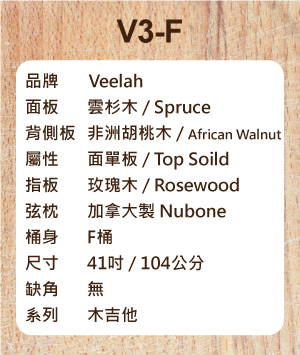 V3-F
品牌 Veelah
面板 雲杉木 / Spruce
背側板 非洲胡桃木 / African Walnut
屬性 面單板 / Top Soild
指板 玫瑰木 / Rosewood
弦枕 加拿大製 Nubone
桶身 F桶
尺寸 41吋 / 104公分
缺角 無
系列 木吉他